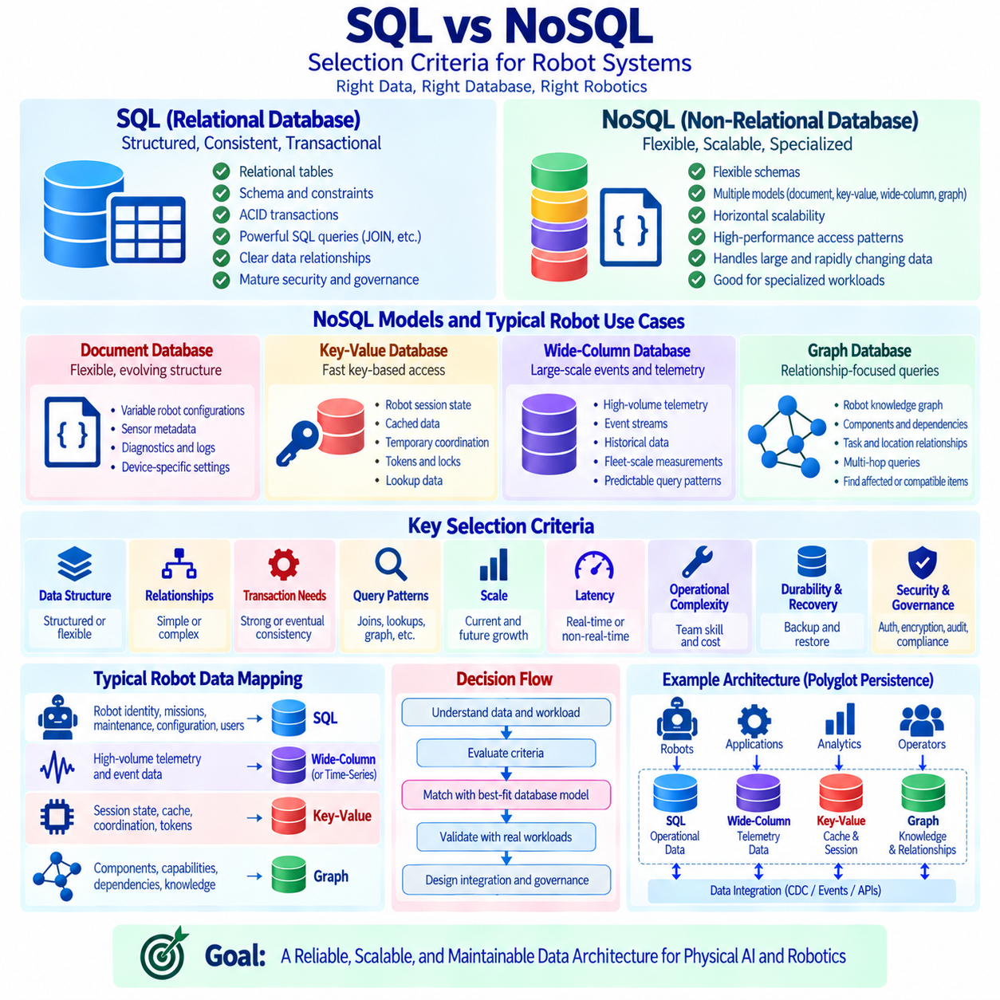 SQL vs NoSQL
Selection Criteria for Robot Systems
Right Data, Right Database, Right Robotics
SQL (Relational Database)
Structured, Consistent, Transactional
Relational tables
Schema and constraints
ACID transactions
Powerful SQL queries (JOIN, etc.)
Clear data relationships
Mature security and governance
NoSQL (Non-Relational Database)
Flexible, Scalable, Specialized
Flexible schemas
Multiple models (document, key-value, wide-column, graph)
Horizontal scalability
High-performance access patterns
Handles large and rapidly changing data
Good for specialized workloads
{ }
NoSQL Models and Typical Robot Use Cases
Document Database
Flexible, evolving structure
{ }
• Variable robot configurations
• Sensor metadata
• Diagnostics and logs
• Device-specific settings
Key-Value Database
Fast key-based access
• Robot session state
• Cached data
• Temporary coordination
• Tokens and locks
• Lookup data
Wide-Column Database
Large-scale events and telemetry
• High-volume telemetry
• Event streams
• Historical data
• Fleet-scale measurements
• Predictable query patterns
Graph Database
Relationship-focused queries
• Robot knowledge graph
• Components and dependencies
• Task and location relationships
• Multi-hop queries
• Find affected or compatible items
Key Selection Criteria
Data Structure
Structured or
flexible
Relationships
Simple or
complex
Transaction Needs
Strong or eventual
consistency
Query Patterns
Joins, lookups,
graph, etc.
Scale
Current and
future growth
Latency
Real-time or
non-real-time
Operational
Complexity
Team skill
and cost
Durability &
Recovery
Backup and
restore
Security &
Governance
Auth, encryption, audit,
compliance
Typical Robot Data Mapping
Robot identity, missions,
maintenance, configuration, users
SQL
High-volume telemetry
and event data
Wide-Column
(or Time-Series)
Session state, cache,
coordination, tokens
Key-Value
Components, capabilities,
dependencies, knowledge
Graph
Decision Flow
Understand data and workload
Evaluate criteria
Match with best-fit database model
Validate with real workloads
Design integration and governance
Example Architecture (Polyglot Persistence)
Robots
Applications
Analytics
Operators
SQL
Operational
Data
Wide-Column
Telemetry
Data
Key-Value
Cache &
Session
Graph
Knowledge
& Relationships
Data Integration (CDC / Events / APIs)
Goal: A Reliable, Scalable, and Maintainable Data Architecture for Physical AI and Robotics